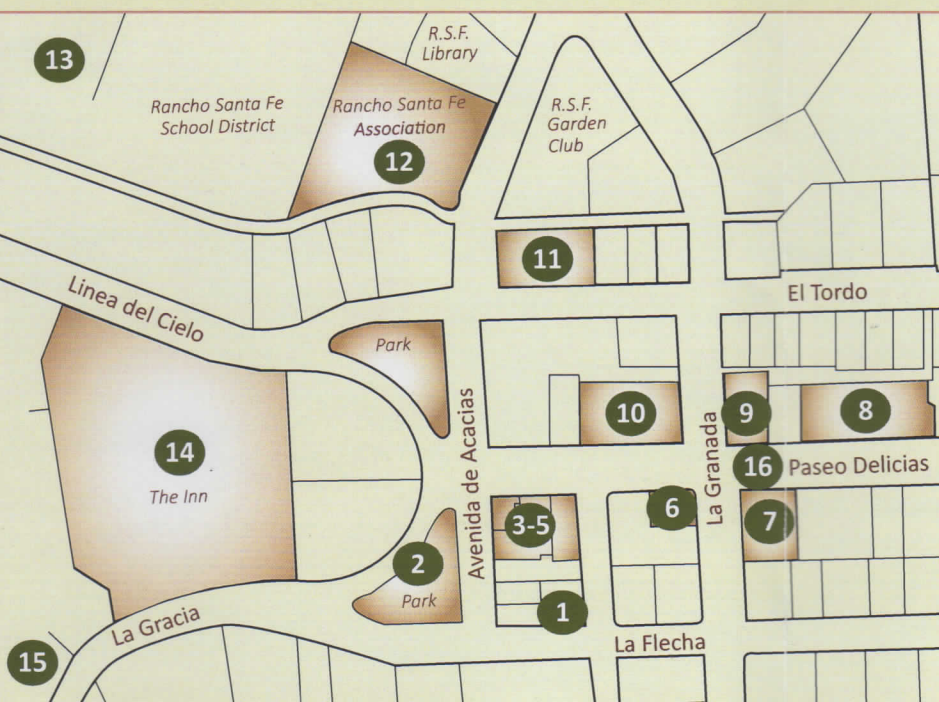 13
R.S.F.
Library
Rancho Santa Fe
School District
Rancho Santa Fe
Association
12
R.S.F.
Garden
Club
11
El Tordo
Linea del Cielo
Park
10
9
8
Avenida de Acacias
La Granada
14
The Inn
16
Paseo Delicias
3-5
6
7
2
Park
1
La Gracia
La Flecha
15